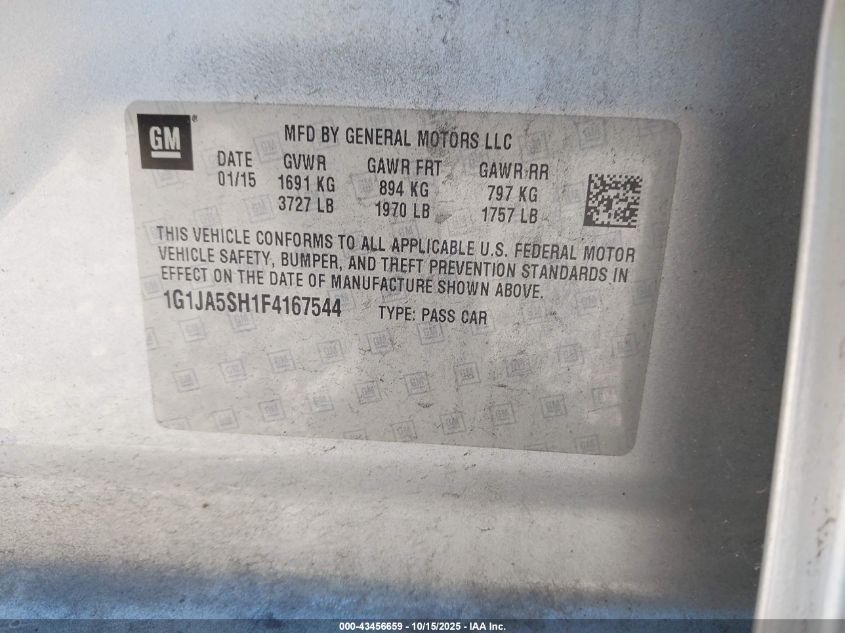 GM
MFD BY GENERAL MOTORS LLC
DATE GVWR GAWR FRT GAWR RR
01/15 1691 KG 894 KG 797 KG
3727 LB 1970 LB 1757 LB
THIS VEHICLE CONFORMS TO ALL APPLICABLE U.S. FEDERAL MOTOR
VEHICLE SAFETY, BUMPER, AND THEFT PREVENTION STANDARDS IN
EFFECT ON THE DATE OF MANUFACTURE SHOWN ABOVE.
1G1JA5SH1F4167544 TYPE: PASS CAR
000-43456659 - 10/15/2025 - IAA Inc.